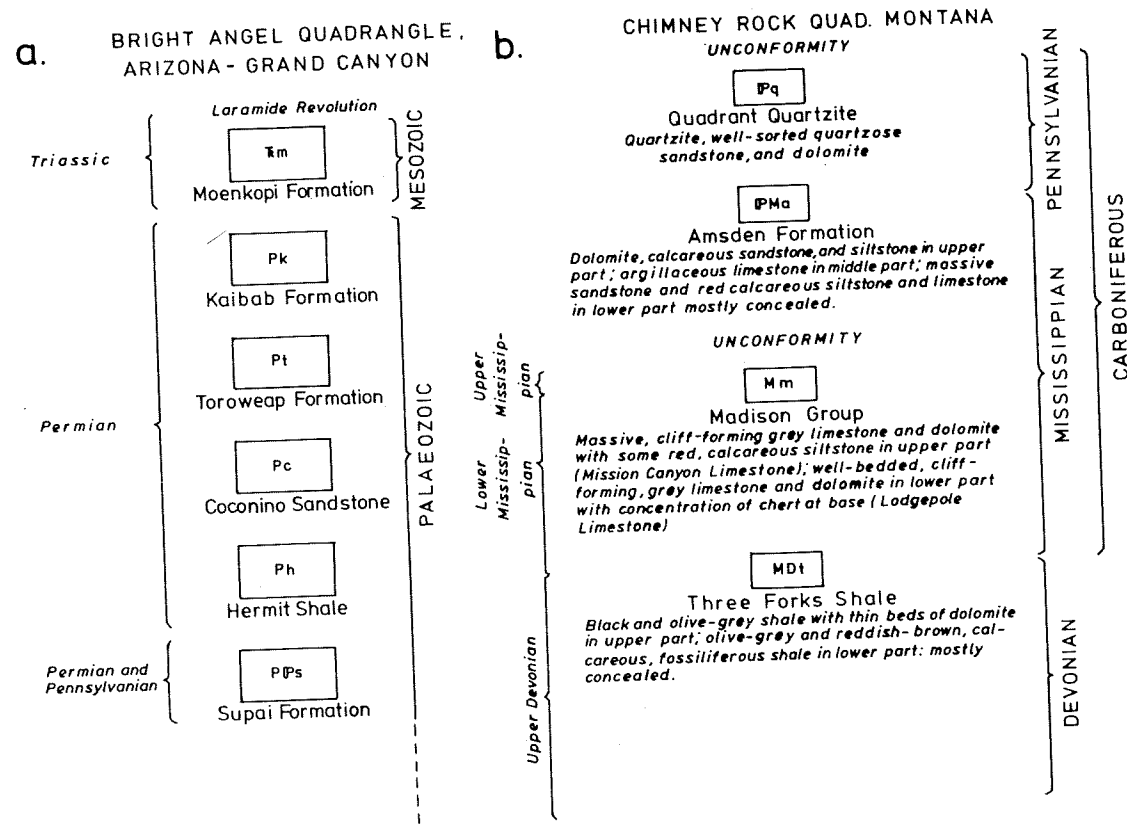 a.
BRIGHT ANGEL QUADRANGLE,
ARIZONA - GRAND CANYON
Laramide Revolution
Triassic
Ꞧm
Moenkopi Formation
MESOZOIC
Permian
Pk
Kaibab Formation
Pt
Toroweap Formation
Pc
Coconino Sandstone
Ph
Hermit Shale
PALAEOZOIC
Permian and
Pennsylvanian
PIPs
Supai Formation
b.
CHIMNEY ROCK QUAD. MONTANA
UNCONFORMITY
IPq
Quadrant Quartzite
Quartzite, well-sorted quartzose
sandstone, and dolomite
PENNSYLVANIAN
IPMa
Amsden Formation
Dolomite, calcareous sandstone, and siltstone in upper
part; argillaceous limestone in middle part; massive
sandstone and red calcareous siltstone and limestone
in lower part mostly concealed.
UNCONFORMITY
Upper
Mississip-
pian
Mm
Madison Group
Massive, cliff-forming grey limestone and dolomite
with some red, calcareous siltstone in upper part
(Mission Canyon Limestone); well-bedded, cliff-
forming, grey limestone and dolomite in lower part
with concentration of chert at base (Lodgepole
Limestone)
Lower
Mississip-
pian
MISSISSIPPIAN
CARBONIFEROUS
MDt
Three Forks Shale
Black and olive-grey shale with thin beds of dolomite
in upper part; olive-grey and reddish-brown, cal-
careous, fossiliferous shale in lower part: mostly
concealed.
Upper Devonian
DEVONIAN